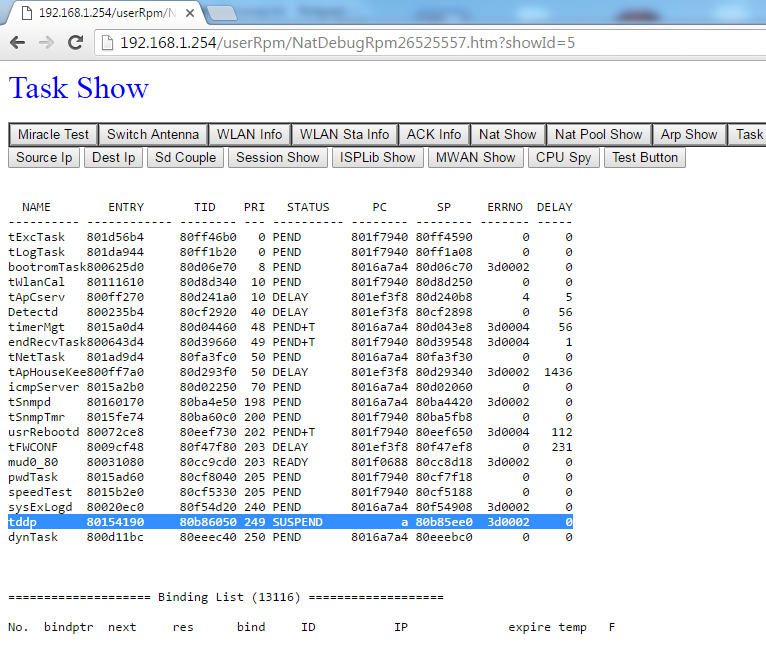 192.168.1.254/userRpm/N
192.168.1.254/userRpm/NatDebugRpm26525557.htm?showId=5
Task Show
Miracle Test Switch Antenna WLAN Info WLAN Sta Info ACK Info Nat Show Nat Pool Show Arp Show Task
Source Ip Dest Ip Sd Couple Session Show ISPLib Show MWAN Show CPU Spy Test Button
NAME ENTRY TID PRI STATUS PC SP ERRNO DELAY
---------- ------------ -------- --- ---------- -------- -------- ------- -----
tExcTask 801d56b4 80ff46b0 0 PEND 801f7940 80ff4590 0 0
tLogTask 801da944 80ff1b20 0 PEND 801f7940 80ff1a08 0 0
bootromTask800625d0 80d06e70 8 PEND 8016a7a4 80d06c70 3d0002 0
tWlanCal 80111610 80d8d340 10 PEND 801f7940 80d8d250 0 0
tApCserv 800ff270 80d241a0 10 DELAY 801ef3f8 80d240b8 4 5
Detectd 800235b4 80cf2920 40 DELAY 801ef3f8 80cf2898 0 56
timerMgt 8015a0d4 80d04460 48 PEND+T 8016a7a4 80d043e8 3d0004 56
endRecvTask800643d4 80d39660 49 PEND+T 801f7940 80d39548 3d0004 1
tNetTask 801ad9d4 80fa3fc0 50 PEND 801f7940 80fa3f30 0 0
tApHouseKee800ff7a0 80d293f0 50 DELAY 801ef3f8 80d29340 3d0002 1436
icmpServer 8015a2b0 80d02250 70 PEND 8016a7a4 80d02060 0 0
tSnmpd 80160170 80ba4e50 198 PEND 8016a7a4 80ba4420 3d0002 0
tSnmpTmr 8015fe74 80ba60c0 200 PEND 801f7940 80ba5fb8 0 0
usrRebootd 80072ce8 80eef730 202 PEND+T 801f7940 80eef650 3d0004 112
tFWCONF 8009cf48 80f47f80 203 DELAY 801ef3f8 80f47ef8 0 231
mud0_80 80031080 80cc9cd0 203 READY 801f0688 80cc8d18 3d0002 0
pwdTask 8015ad60 80cf8040 205 PEND 801f7940 80cf7f18 0 0
speedTest 8015b2e0 80cf5330 205 PEND 801f7940 80cf5188 0 0
sysExLogd 80020ec0 80f54d20 240 PEND 8016a7a4 80f54908 3d0002 0
tddp 80154190 80b86050 249 SUSPEND a 80b85ee0 3d0002 0
dynTask 800d11bc 80eeec40 250 PEND 8016a7a4 80eeebc0 0 0
==================== Binding List (13116) ===================
No. bindptr next res bind ID IP expire temp F